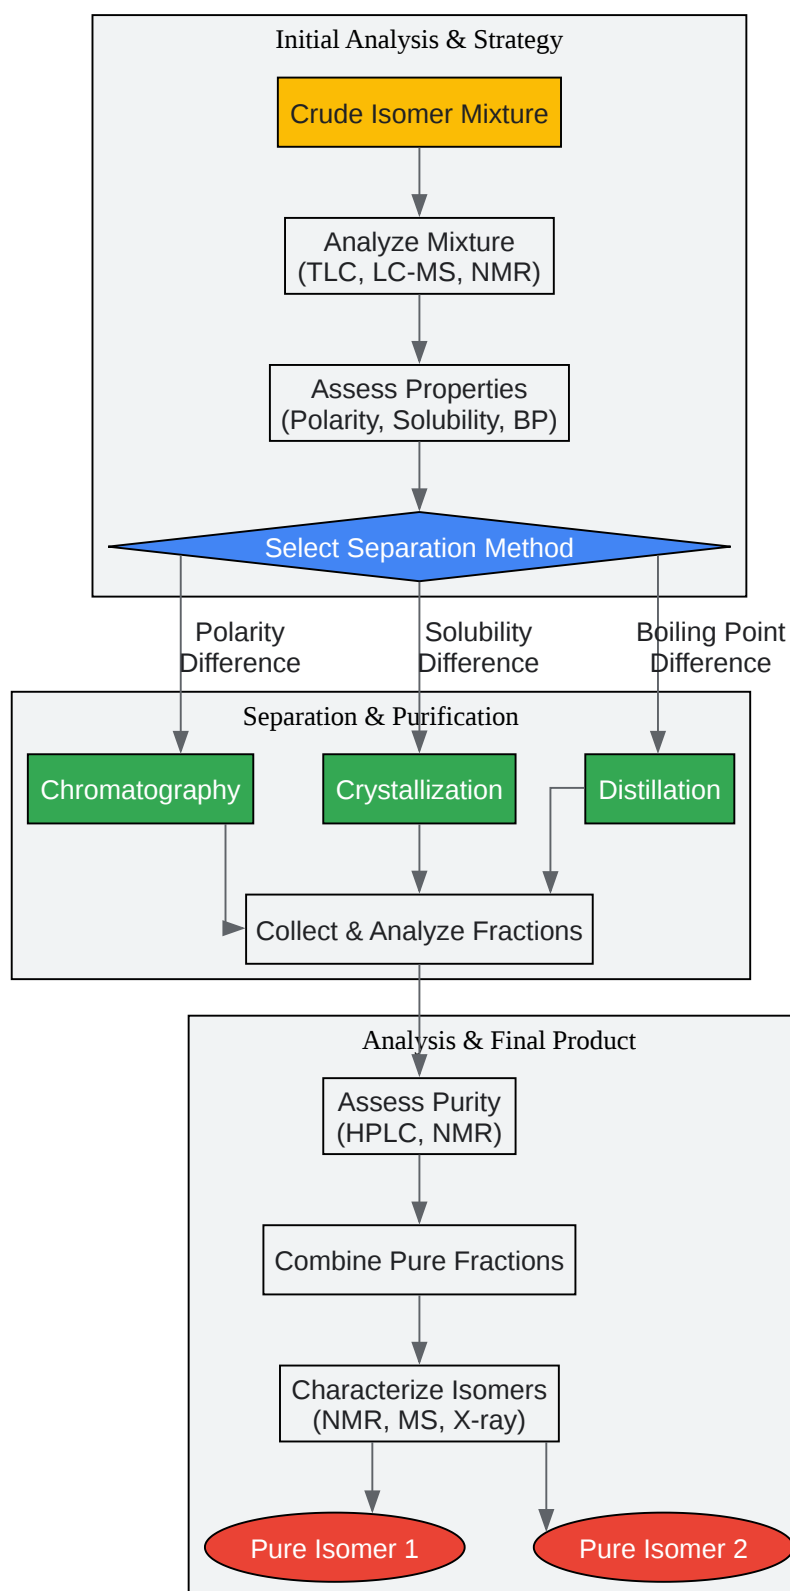 Initial Analysis & Strategy
Crude Isomer Mixture
Analyze Mixture
(TLC, LC-MS, NMR)
Assess Properties
(Polarity, Solubility, BP)
Select Separation Method
Polarity
Difference
Solubility
Difference
Boiling Point
Difference
Separation & Purification
Chromatography
Crystallization
Distillation
Collect & Analyze Fractions
Analysis & Final Product
Assess Purity
(HPLC, NMR)
Combine Pure Fractions
Characterize Isomers
(NMR, MS, X-ray)
Pure Isomer 1
Pure Isomer 2